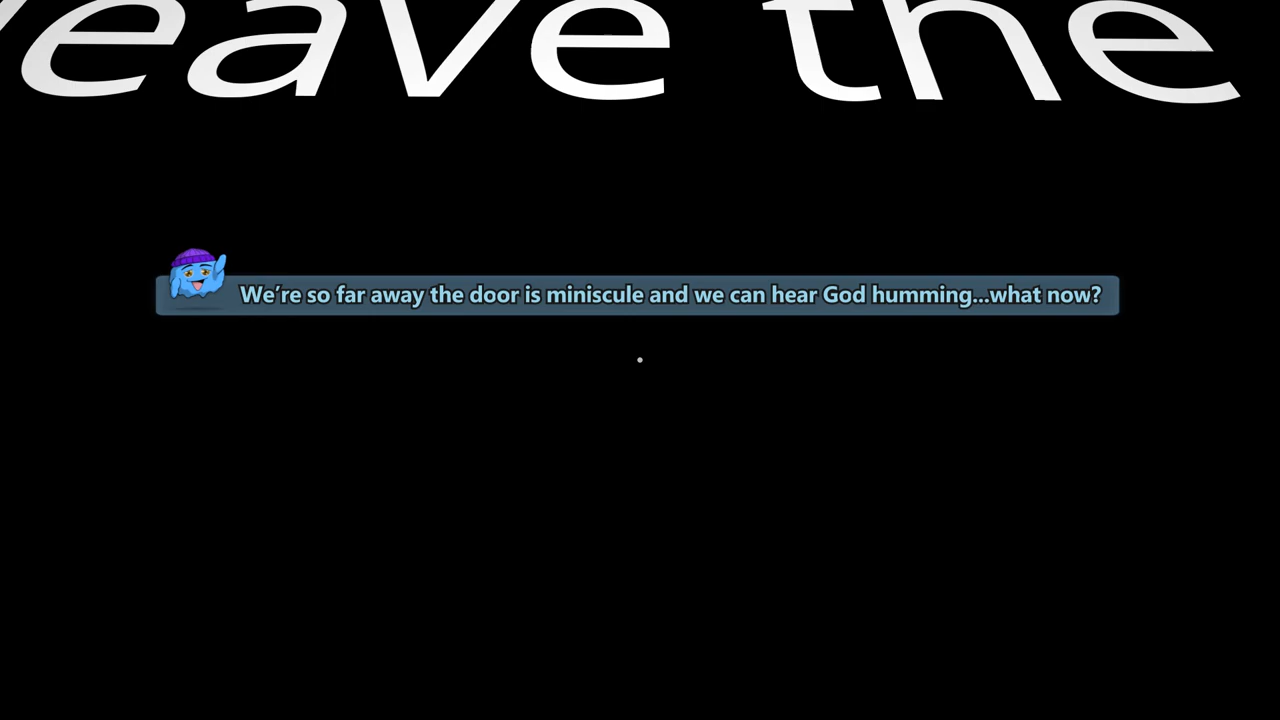 eave the
We're so far away the door is miniscule and we can hear God humming...what now?